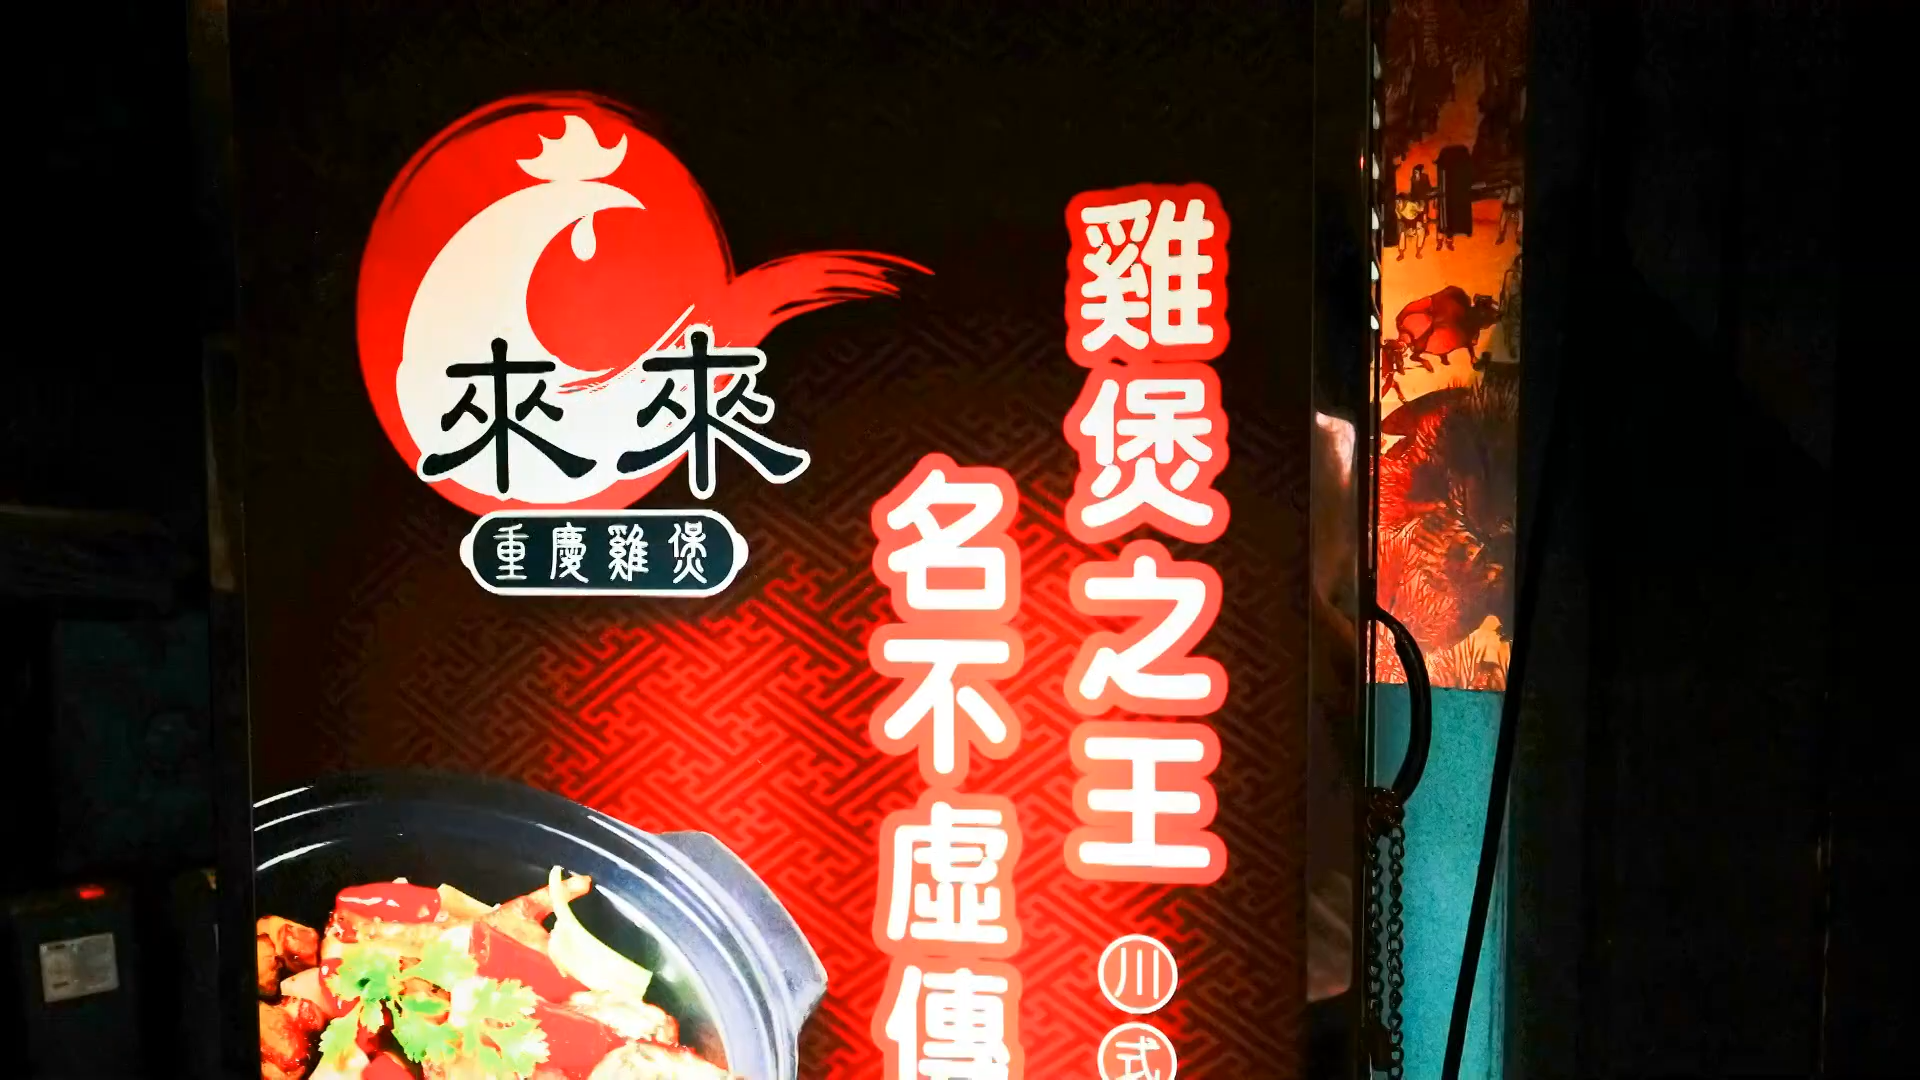 來來
重慶雞煲
雞煲之王
名不虛傳
川式